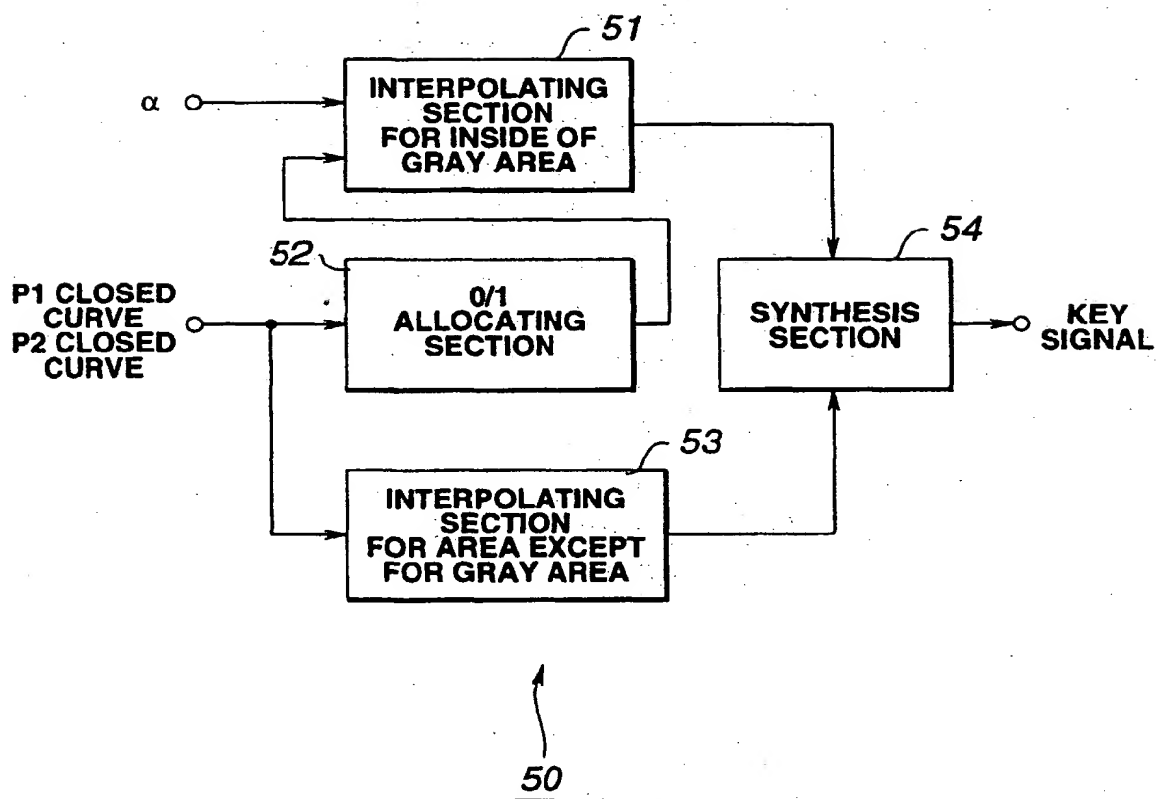 51
INTERPOLATING
SECTION
FOR INSIDE OF
GRAY AREA
α
52
0/1
ALLOCATING
SECTION
P1 CLOSED
CURVE
P2 CLOSED
CURVE
54
SYNTHESIS
SECTION
KEY
SIGNAL
53
INTERPOLATING
SECTION
FOR AREA EXCEPT
FOR GRAY AREA
50